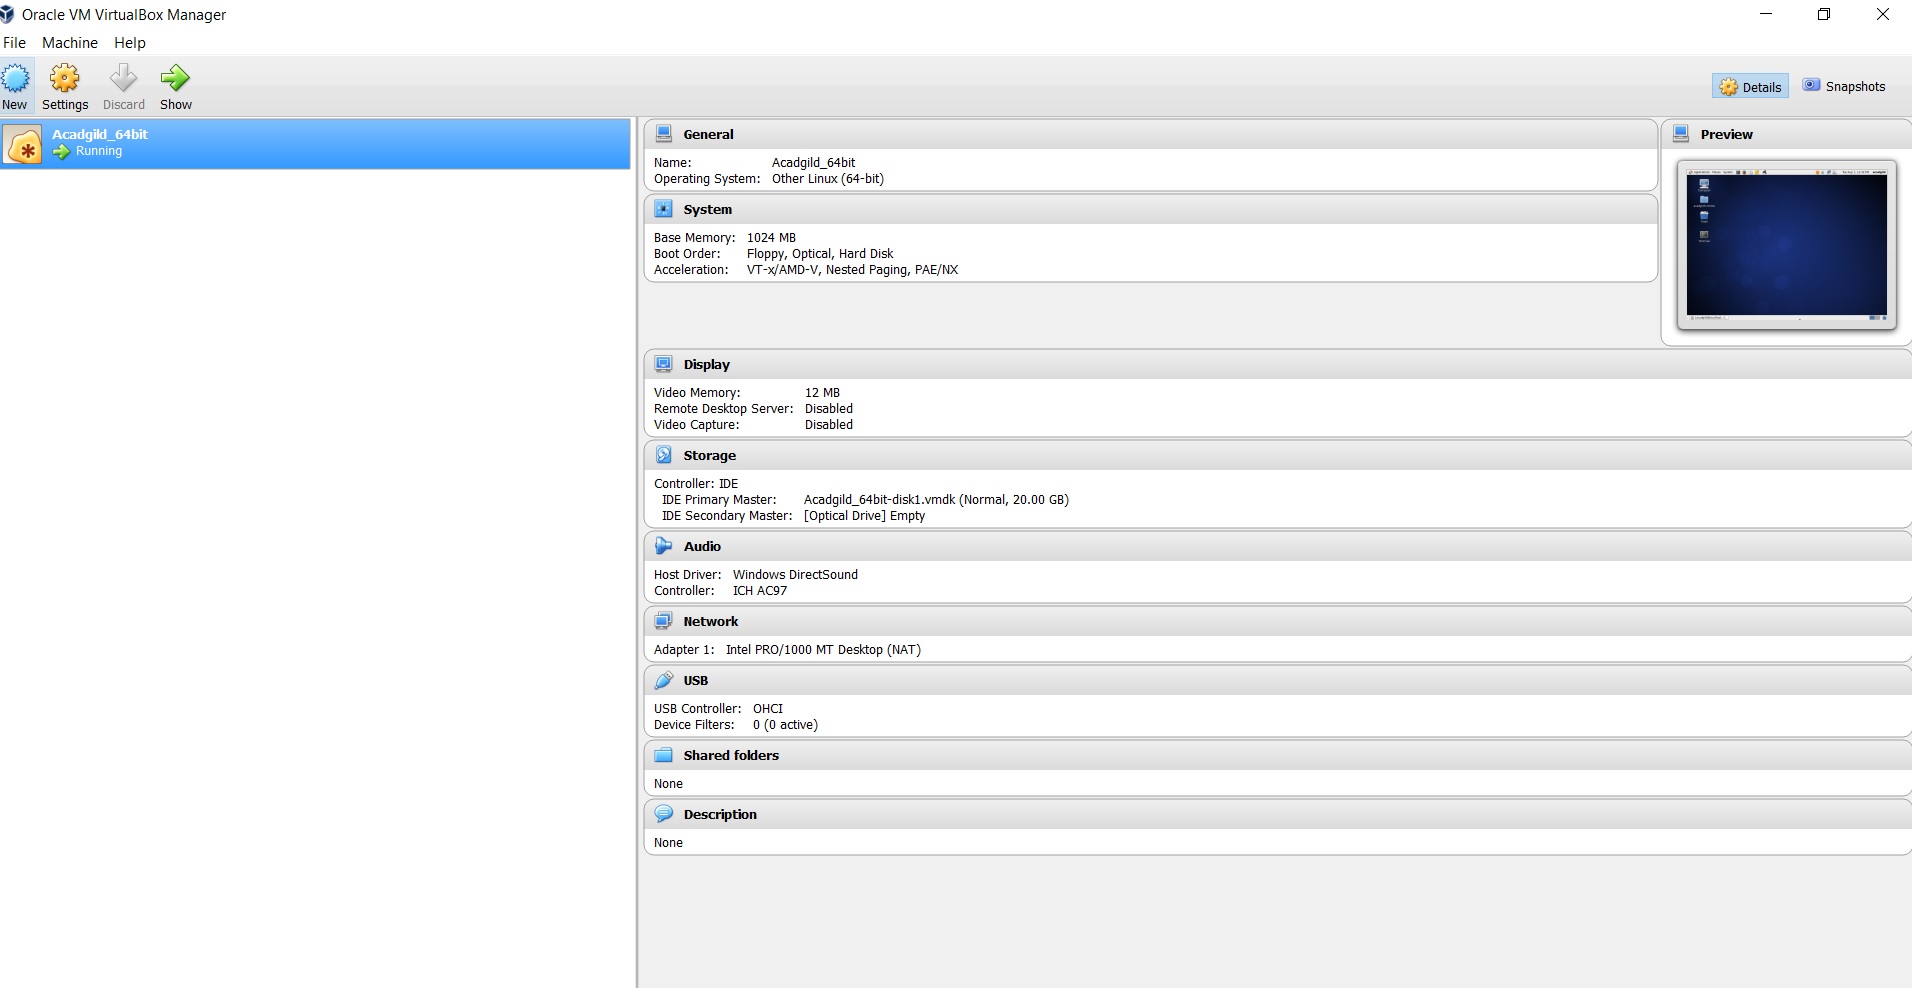 Oracle VM VirtualBox Manager
File Machine Help
New Settings Discard Show
Details Snapshots
Acadgild_64bit
Running
General
Name: Acadgild_64bit
Operating System: Other Linux (64-bit)
System
Base Memory: 1024 MB
Boot Order: Floppy, Optical, Hard Disk
Acceleration: VT-x/AMD-V, Nested Paging, PAE/NX
Preview
Display
Video Memory: 12 MB
Remote Desktop Server: Disabled
Video Capture: Disabled
Storage
Controller: IDE
IDE Primary Master: Acadgild_64bit-disk1.vmdk (Normal, 20.00 GB)
IDE Secondary Master: [Optical Drive] Empty
Audio
Host Driver: Windows DirectSound
Controller: ICH AC97
Network
Adapter 1: Intel PRO/1000 MT Desktop (NAT)
USB
USB Controller: OHCI
Device Filters: 0 (0 active)
Shared folders
None
Description
None